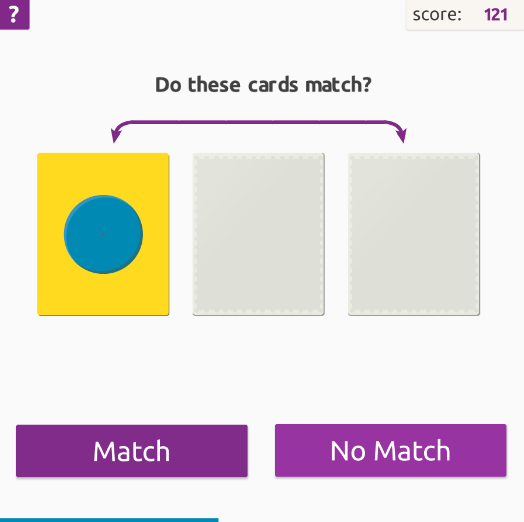 ?
score: 121
Do these cards match?
Match
No Match